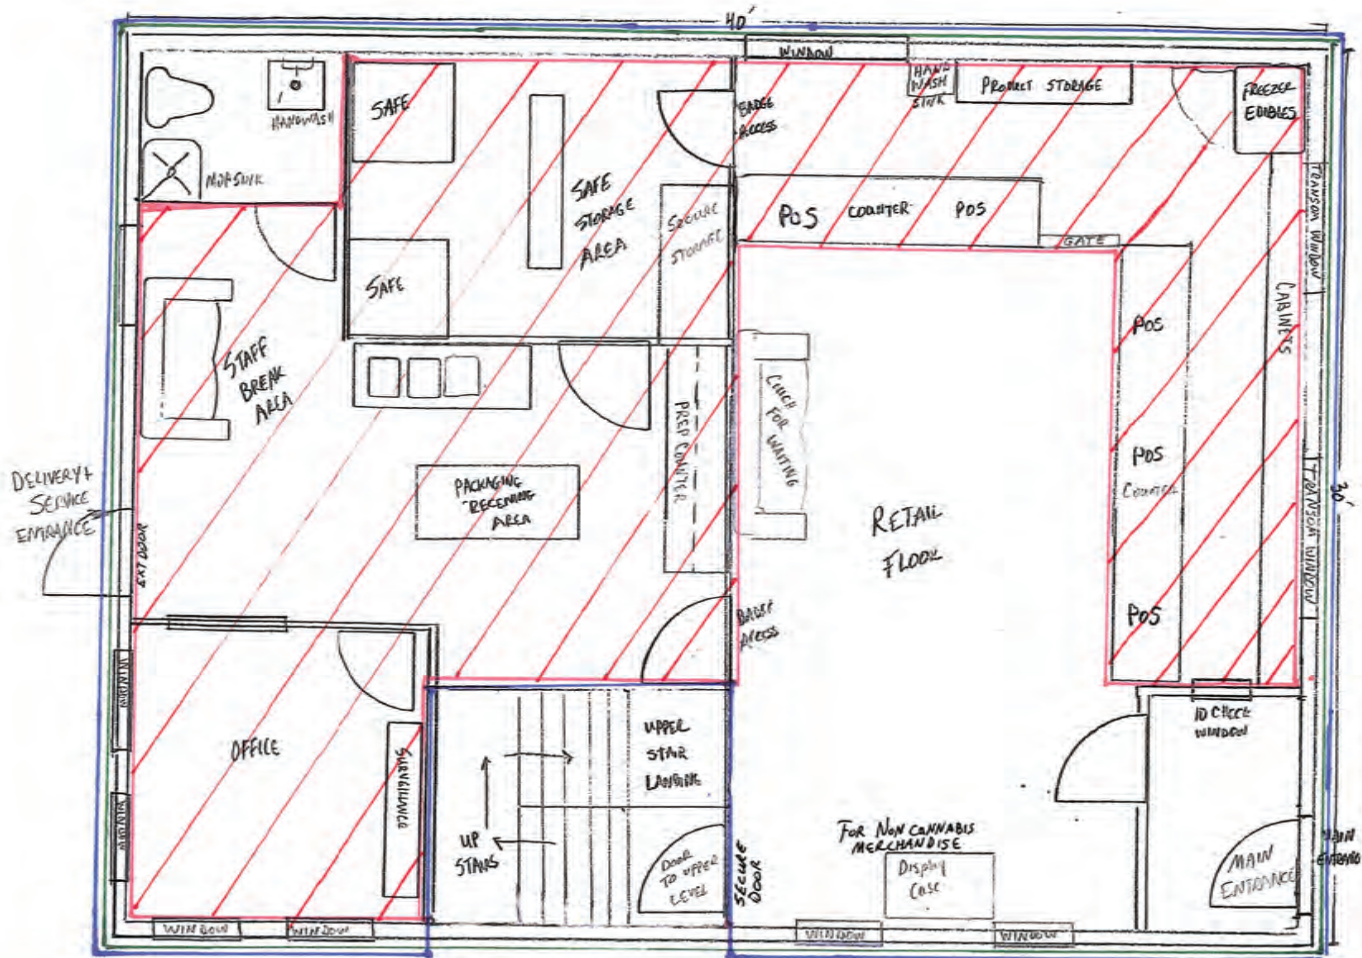 40'
WINDOW
HAND
WASH
SINK
PRODUCT STORAGE
FREEZER
EDIBLES
HANDWASH
MOPSINK
SAFE
SAFE
STORAGE
AREA
BADGE
ACCESS
SECURE
STORAGE
POS COUNTER POS
GATE
TRANSOM WINDOW
CABINETS
SAFE
STAFF
BREAK
AREA
POS
COUCH
FOR WAITING
PREP COUNTER
POS
COUNTER
TRANSOM WINDOW
30'
DELIVERY +
SERVICE
ENTRANCE
EXT DOOR
PACKAGING
RECEIVING
AREA
RETAIL
FLOOR
POS
BADGE
ACCESS
WINDOW
ID CHECK
WINDOW
OFFICE
SURVEILLANCE
UPPER
STAIR
LANDING
UP
STAIRS
DOOR
TO UPPER
LEVEL
SECURE
DOOR
FOR NON CANNABIS
MERCHANDISE
Display
Case
MAIN
ENTRANCE
MAIN
WINDOW
WINDOW
WINDOW
WINDOW
WINDOW